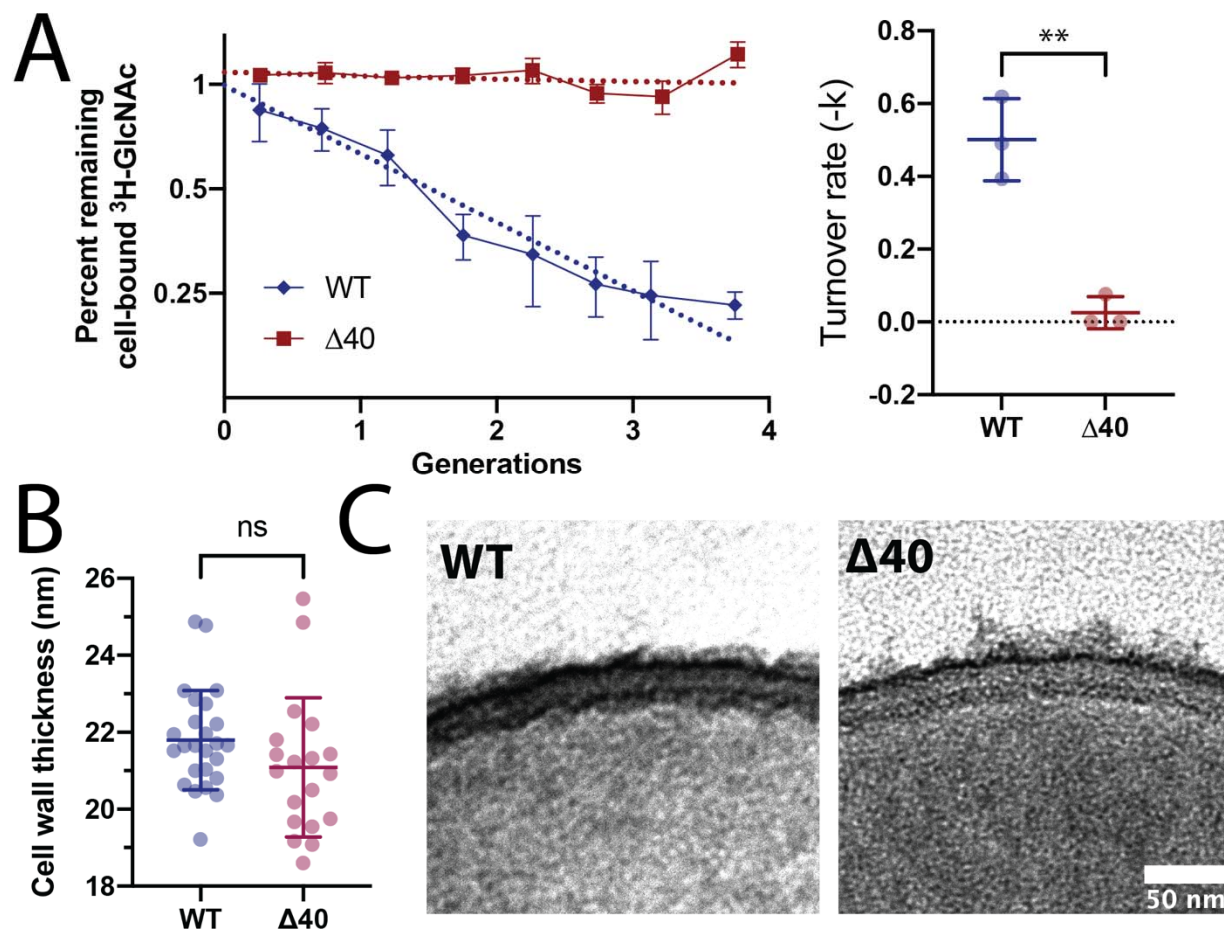 A
Percent remaining
cell-bound ³H-GlcNAc
1
0.5
0.25
WT
Δ40
0
1
2
3
4
Generations
**
Turnover rate (-k)
0.8
0.6
0.4
0.2
0.0
-0.2
WT
Δ40
B
ns
Cell wall thickness (nm)
26
24
22
20
18
WT
Δ40
C
WT
Δ40
50 nm